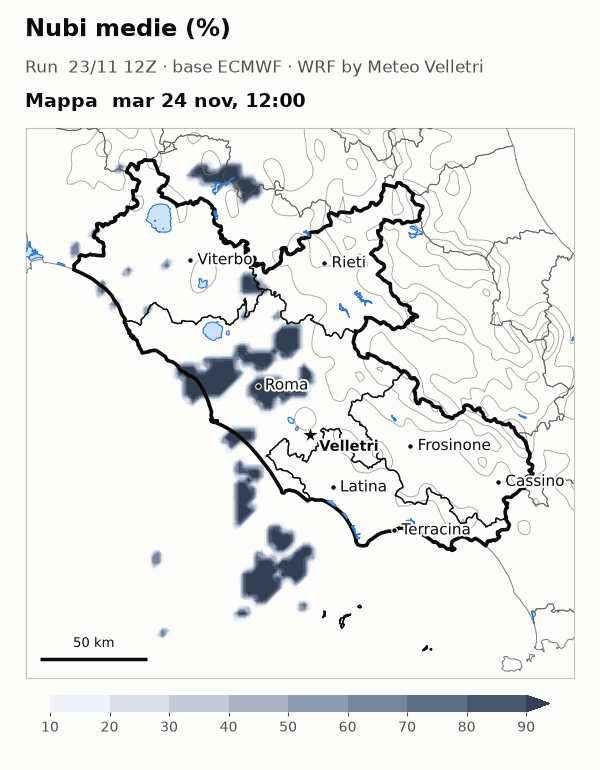 Nubi medie (%)
Run  23/11 12Z · base ECMWF · WRF by Meteo Velletri
Mappa  mar 24 nov, 12:00
Viterbo
Rieti
Roma
Velletri
Frosinone
Cassino
Latina
Terracina
50 km
10 20 30 40 50 60 70 80 90